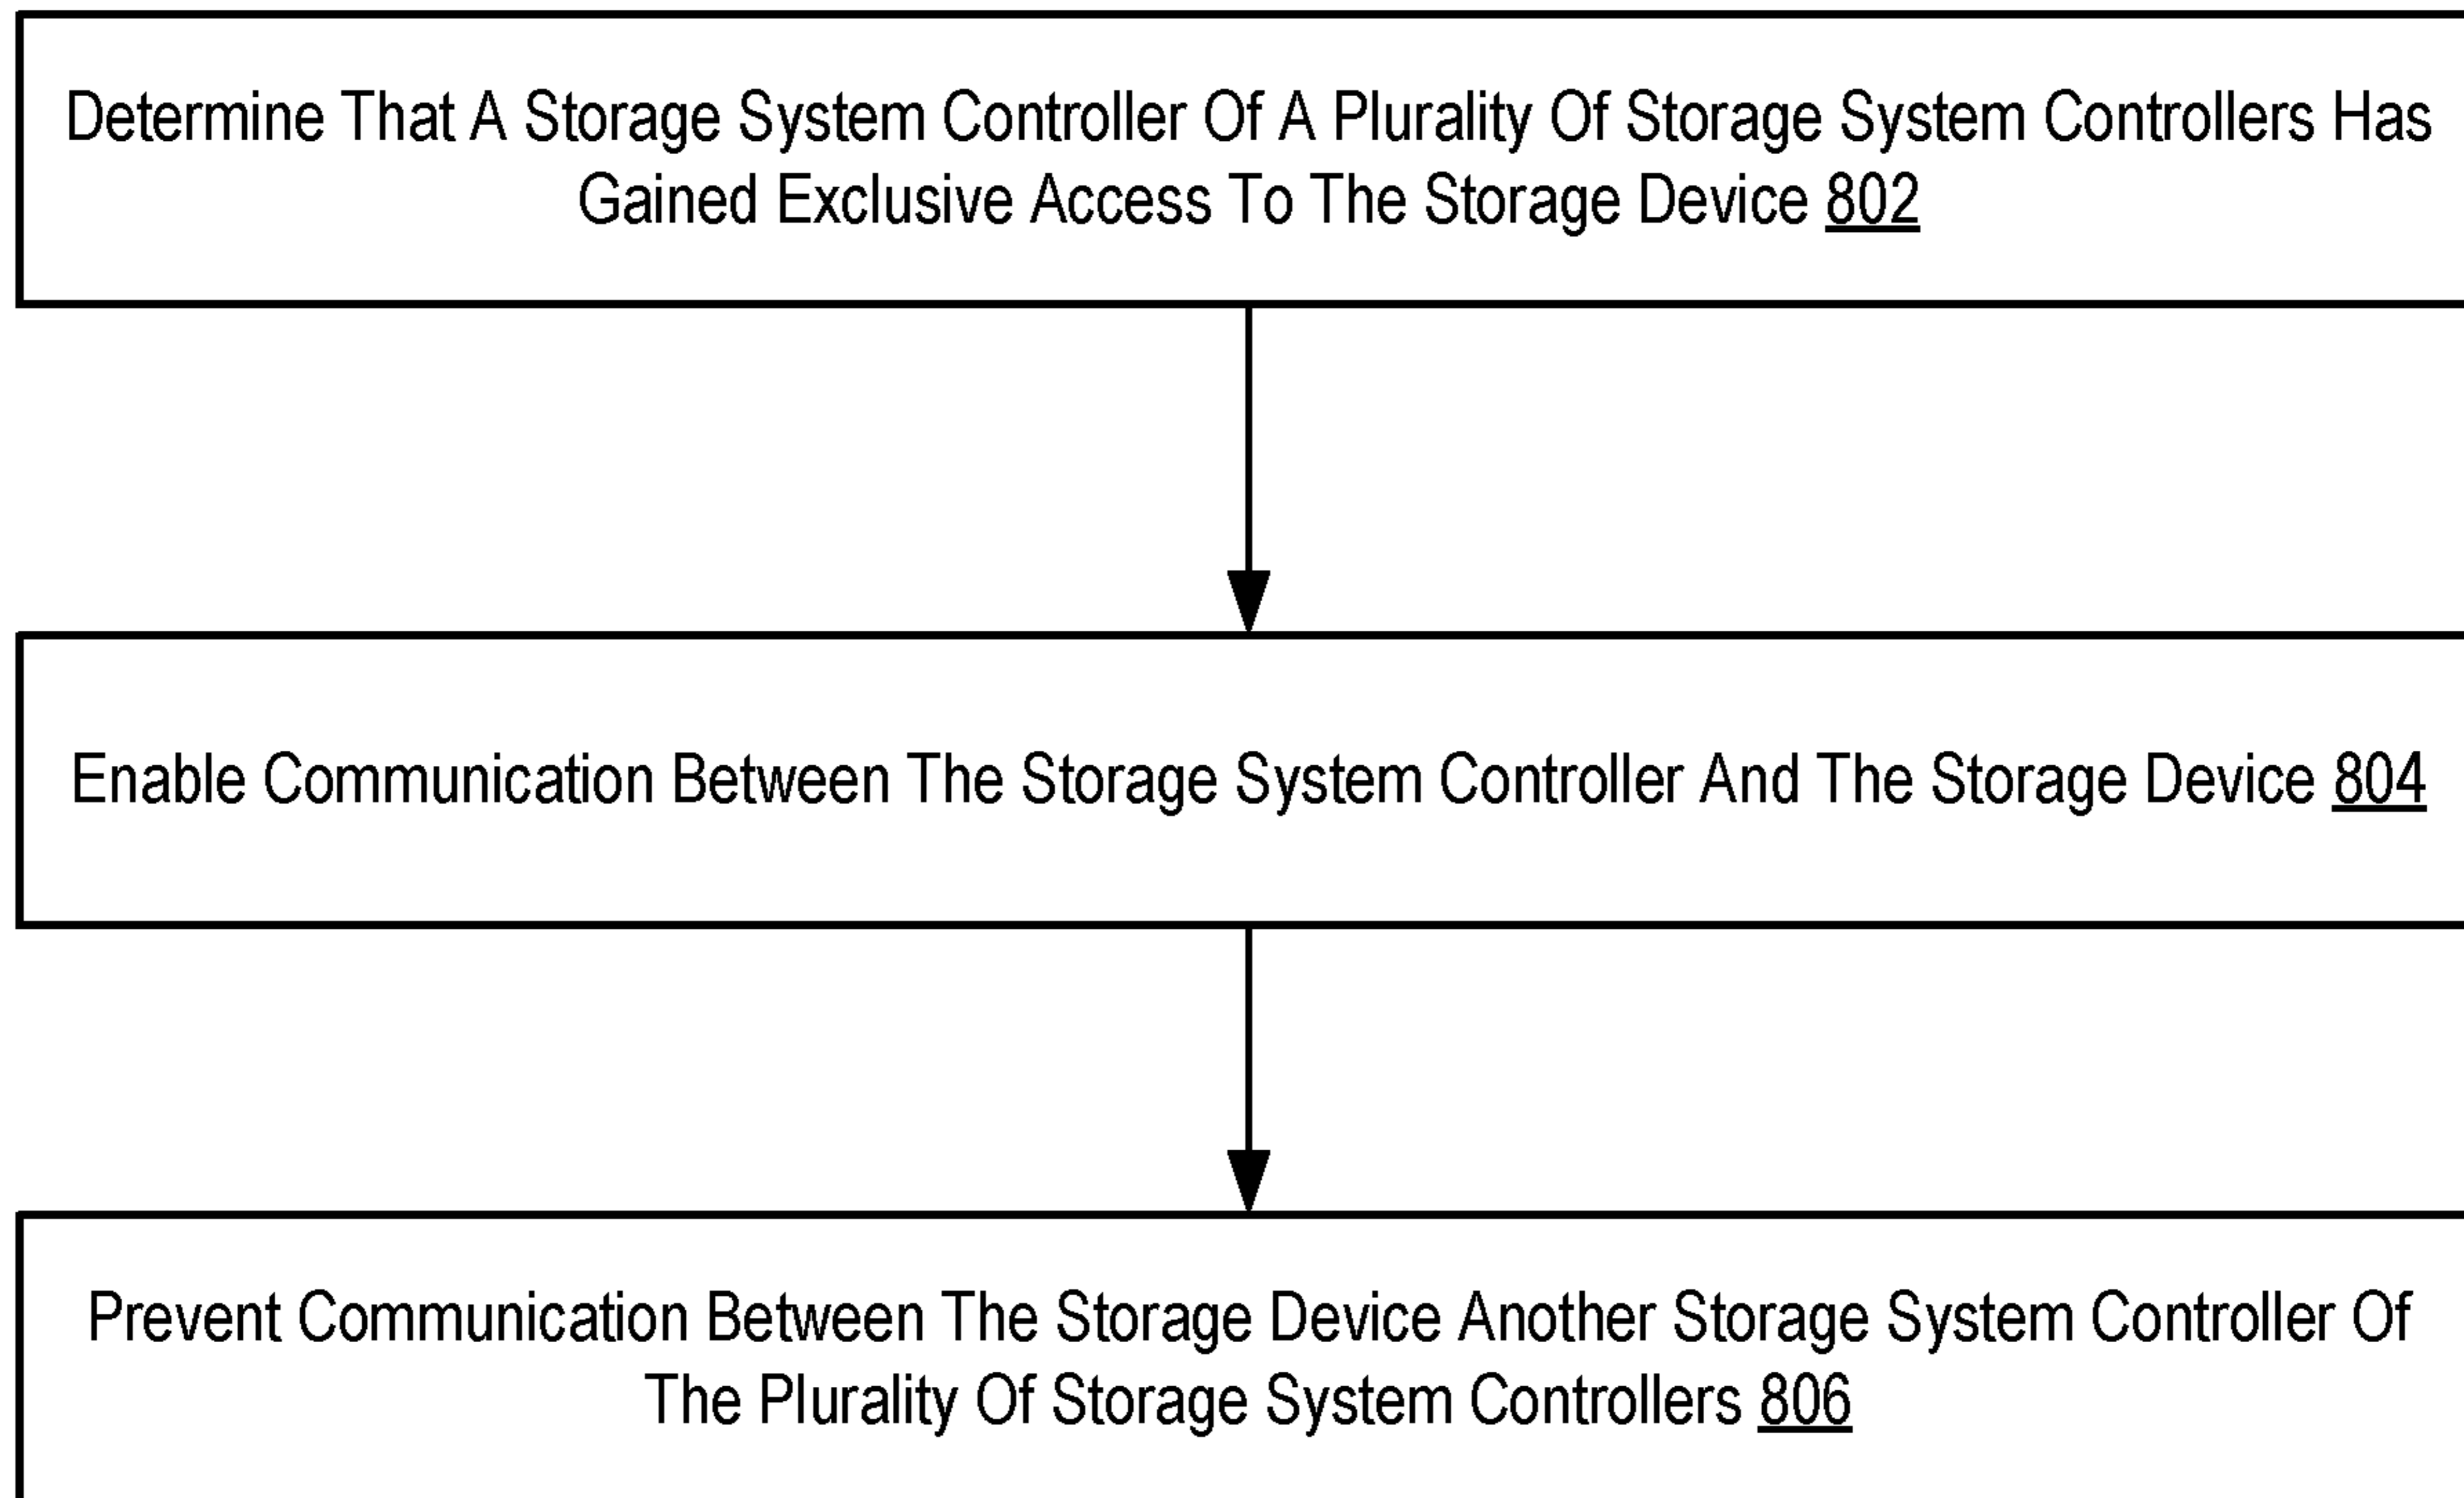 Determine That A Storage System Controller Of A Plurality Of Storage System Controllers Has
Gained Exclusive Access To The Storage Device 802
Enable Communication Between The Storage System Controller And The Storage Device 804
Prevent Communication Between The Storage Device Another Storage System Controller Of
The Plurality Of Storage System Controllers 806